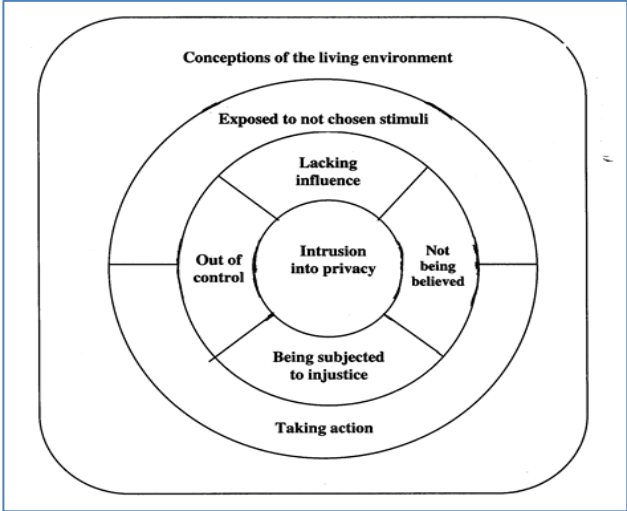 Conceptions of the living environment
Exposed to not chosen stimuli
Lacking
influence
Out of
control
Intrusion
into privacy
Not
being
believed
Being subjected
to injustice
Taking action